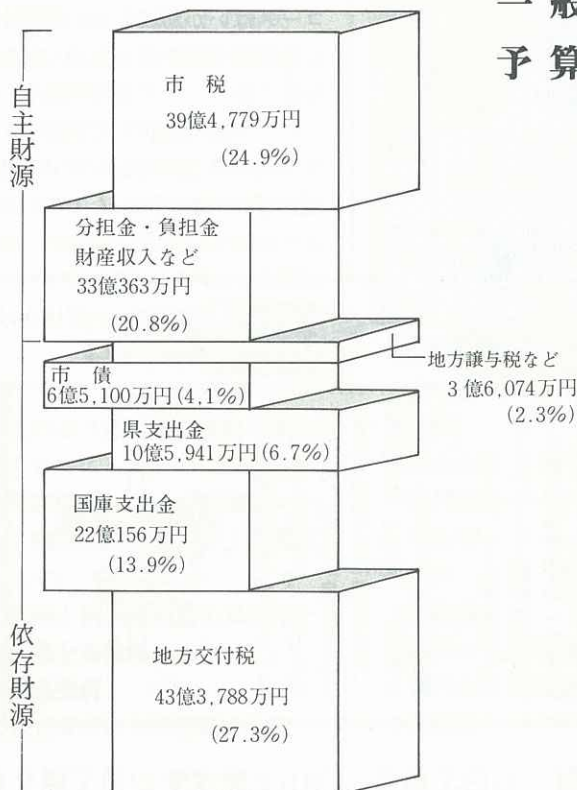 一般
予算
自主財源
市税
39億4,779万円
(24.9%)
分担金・負担金
財産収入など
33億363万円
(20.8%)
地方譲与税など
3億6,074万円
(2.3%)
市債
6億5,100万円(4.1%)
県支出金
10億5,941万円(6.7%)
国庫支出金
22億156万円
(13.9%)
依存財源
地方交付税
43億3,788万円
(27.3%)